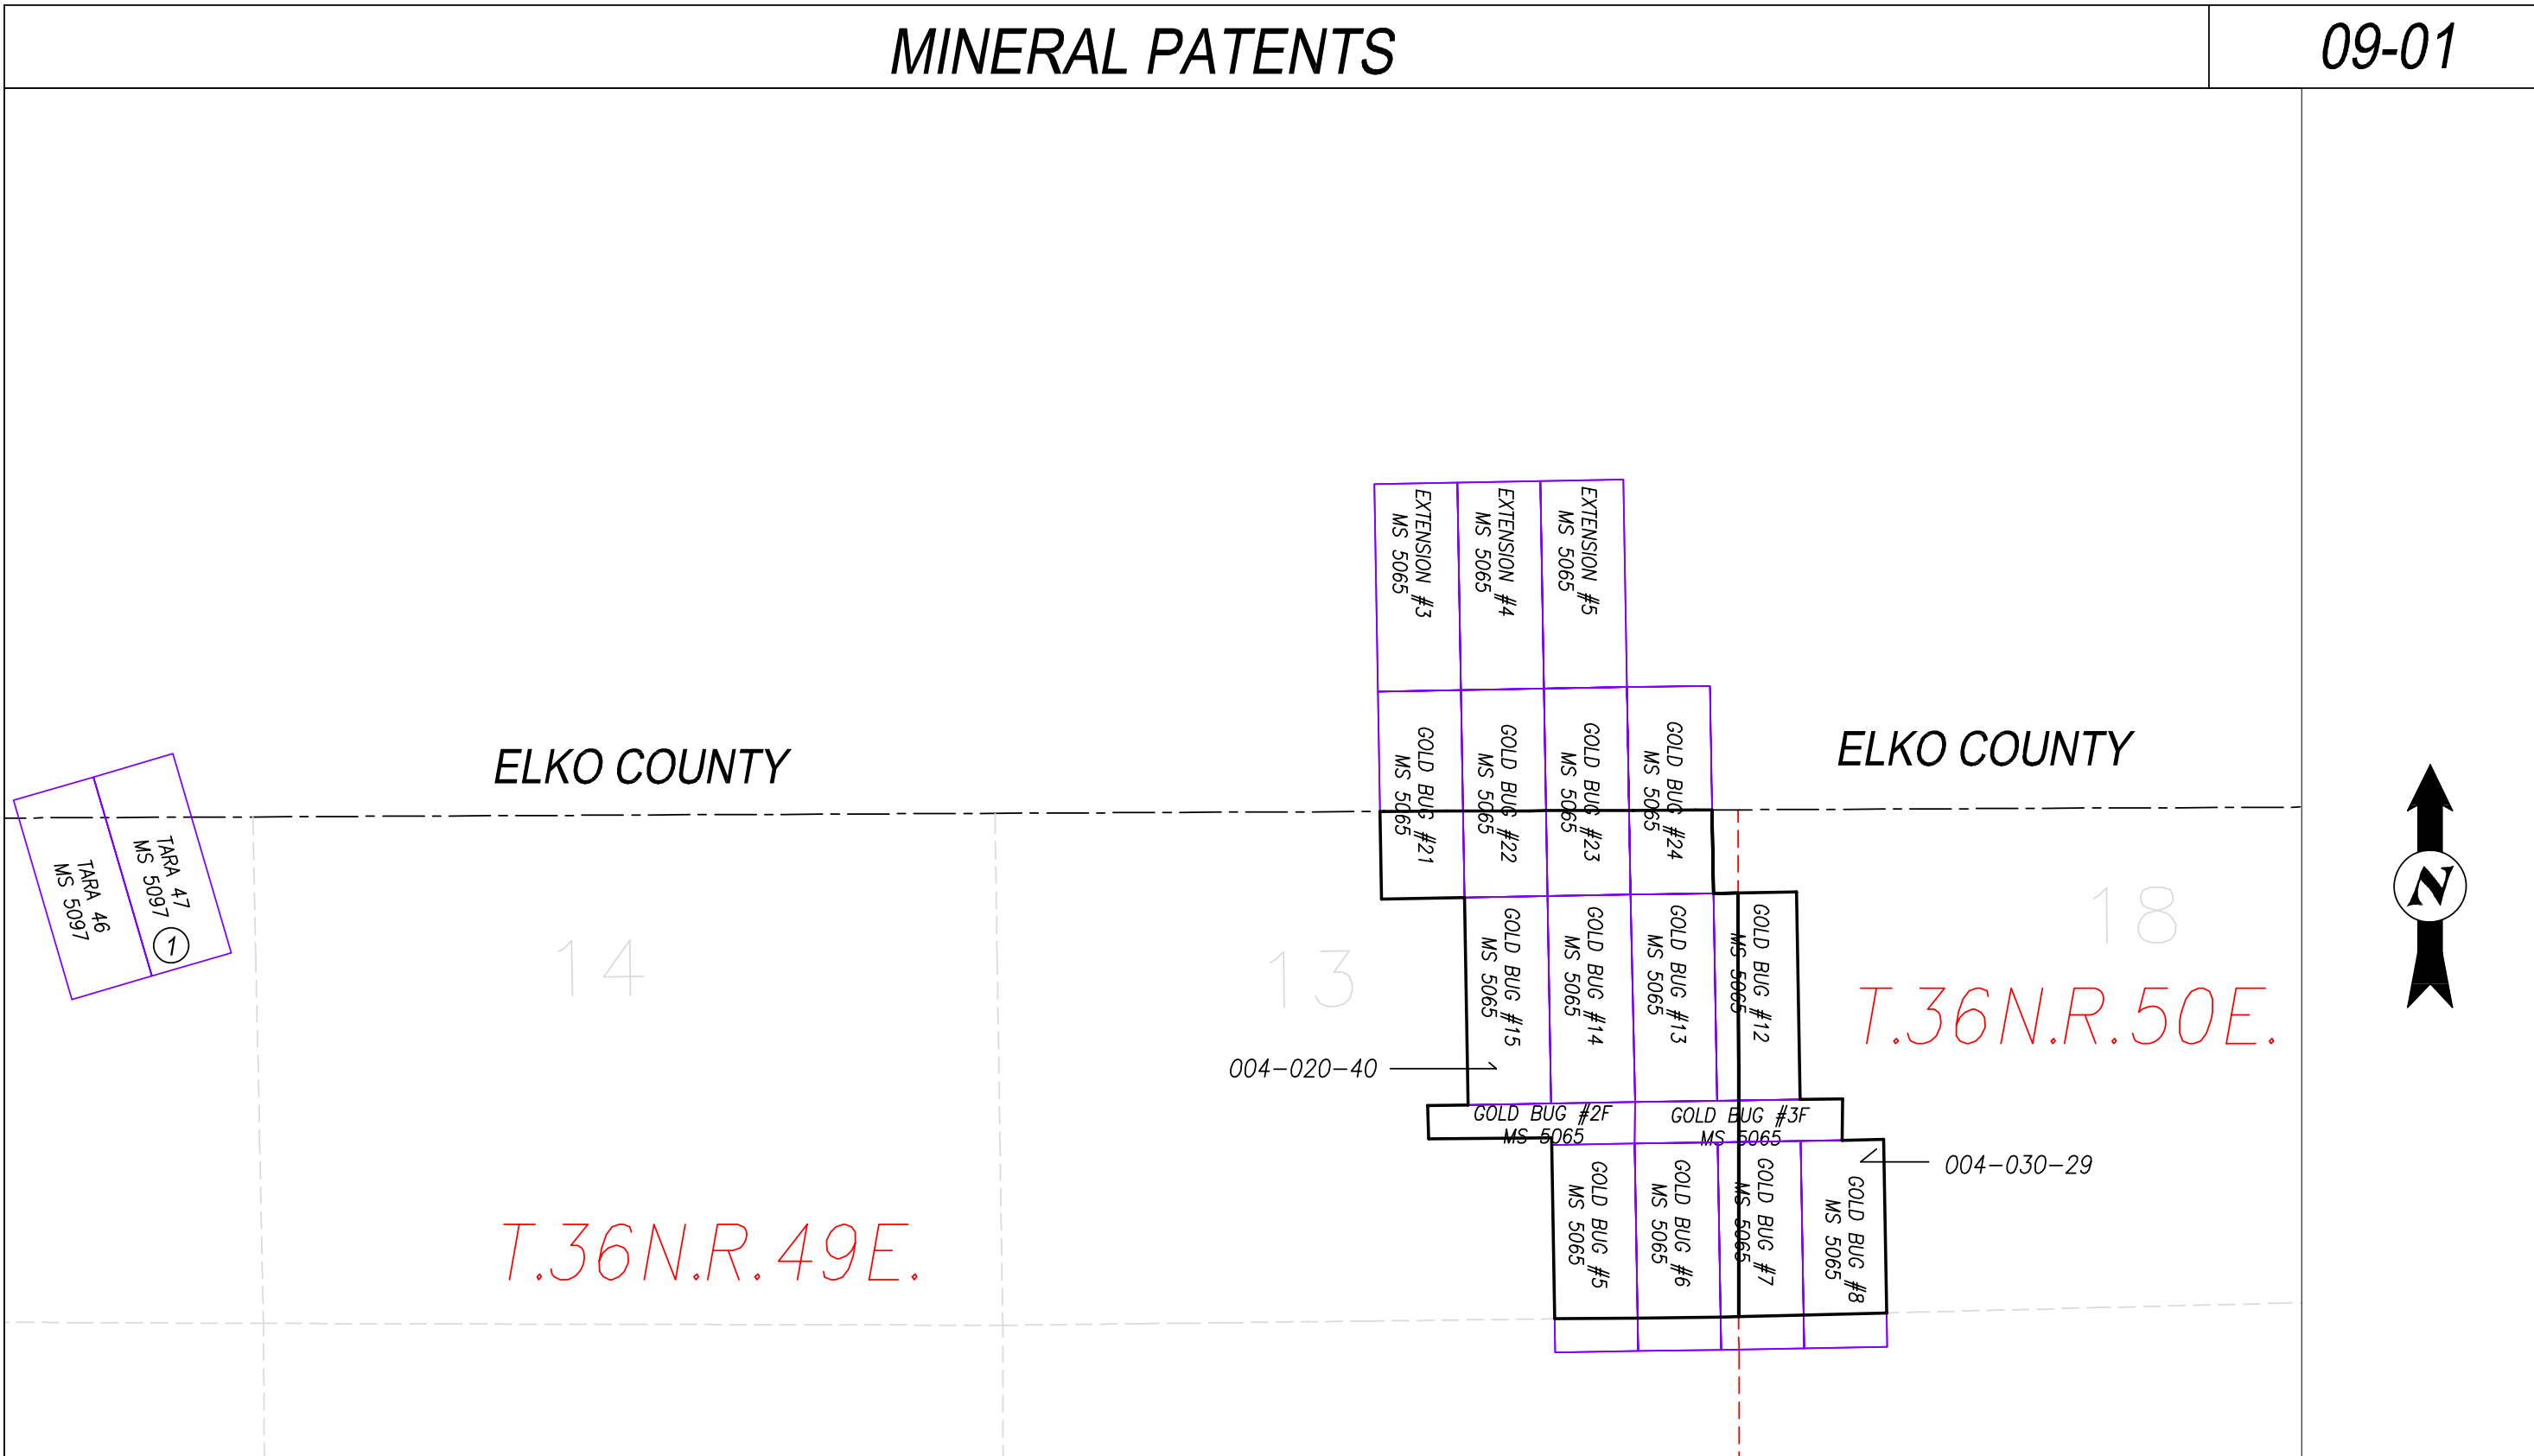 MINERAL PATENTS
09-01
EXTENSION #3
MS 5065
EXTENSION #4
MS 5065
EXTENSION #5
MS 5065
ELKO COUNTY
ELKO COUNTY
GOLD BUG #21
MS 5065
GOLD BUG #22
MS 5065
GOLD BUG #23
MS 5065
GOLD BUG #24
MS 5065
TARA 47
MS 5097
1
TARA 46
MS 5097
14
13
18
N
GOLD BUG #15
MS 5065
GOLD BUG #14
MS 5065
GOLD BUG #13
MS 5065
GOLD BUG #12
MS 5065
T.36N.R.50E.
004-020-40
GOLD BUG #2F
MS 5065
GOLD BUG #3F
MS 5065
004-030-29
GOLD BUG #5
MS 5065
GOLD BUG #6
MS 5065
GOLD BUG #7
MS 5065
GOLD BUG #8
MS 5065
T.36N.R.49E.